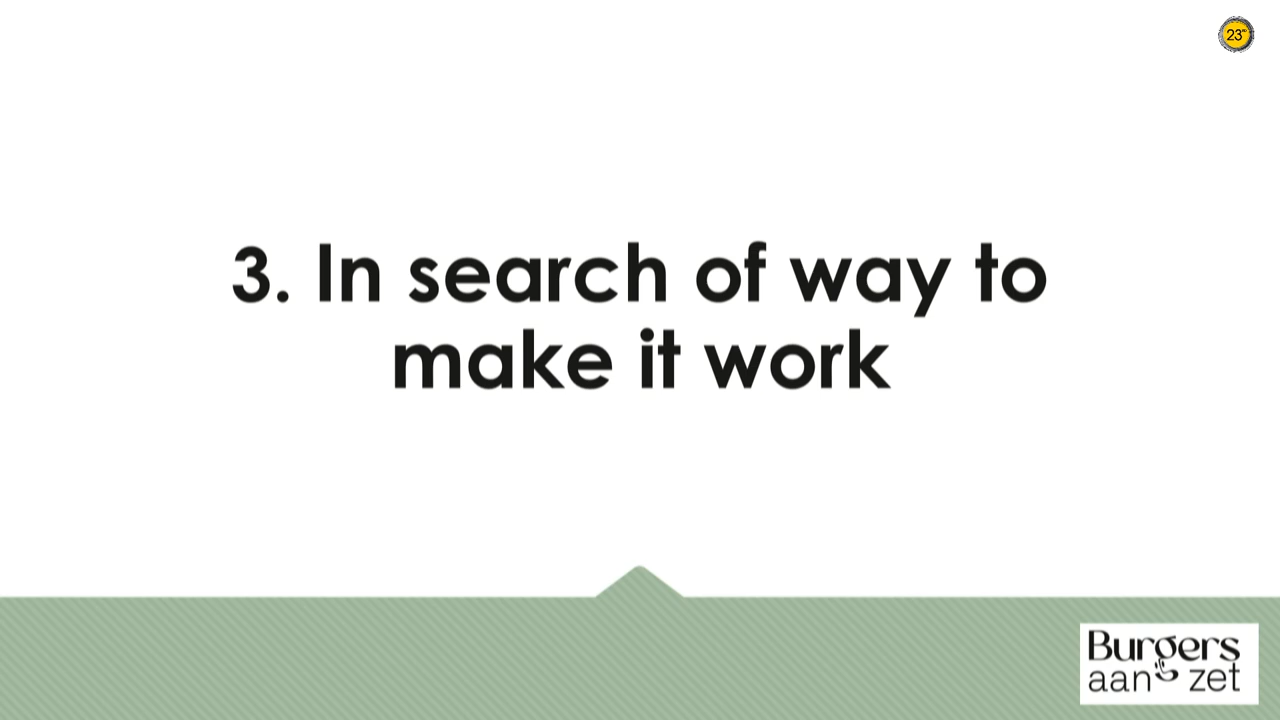 23"
3. In search of way to
make it work
Burgers
aan zet